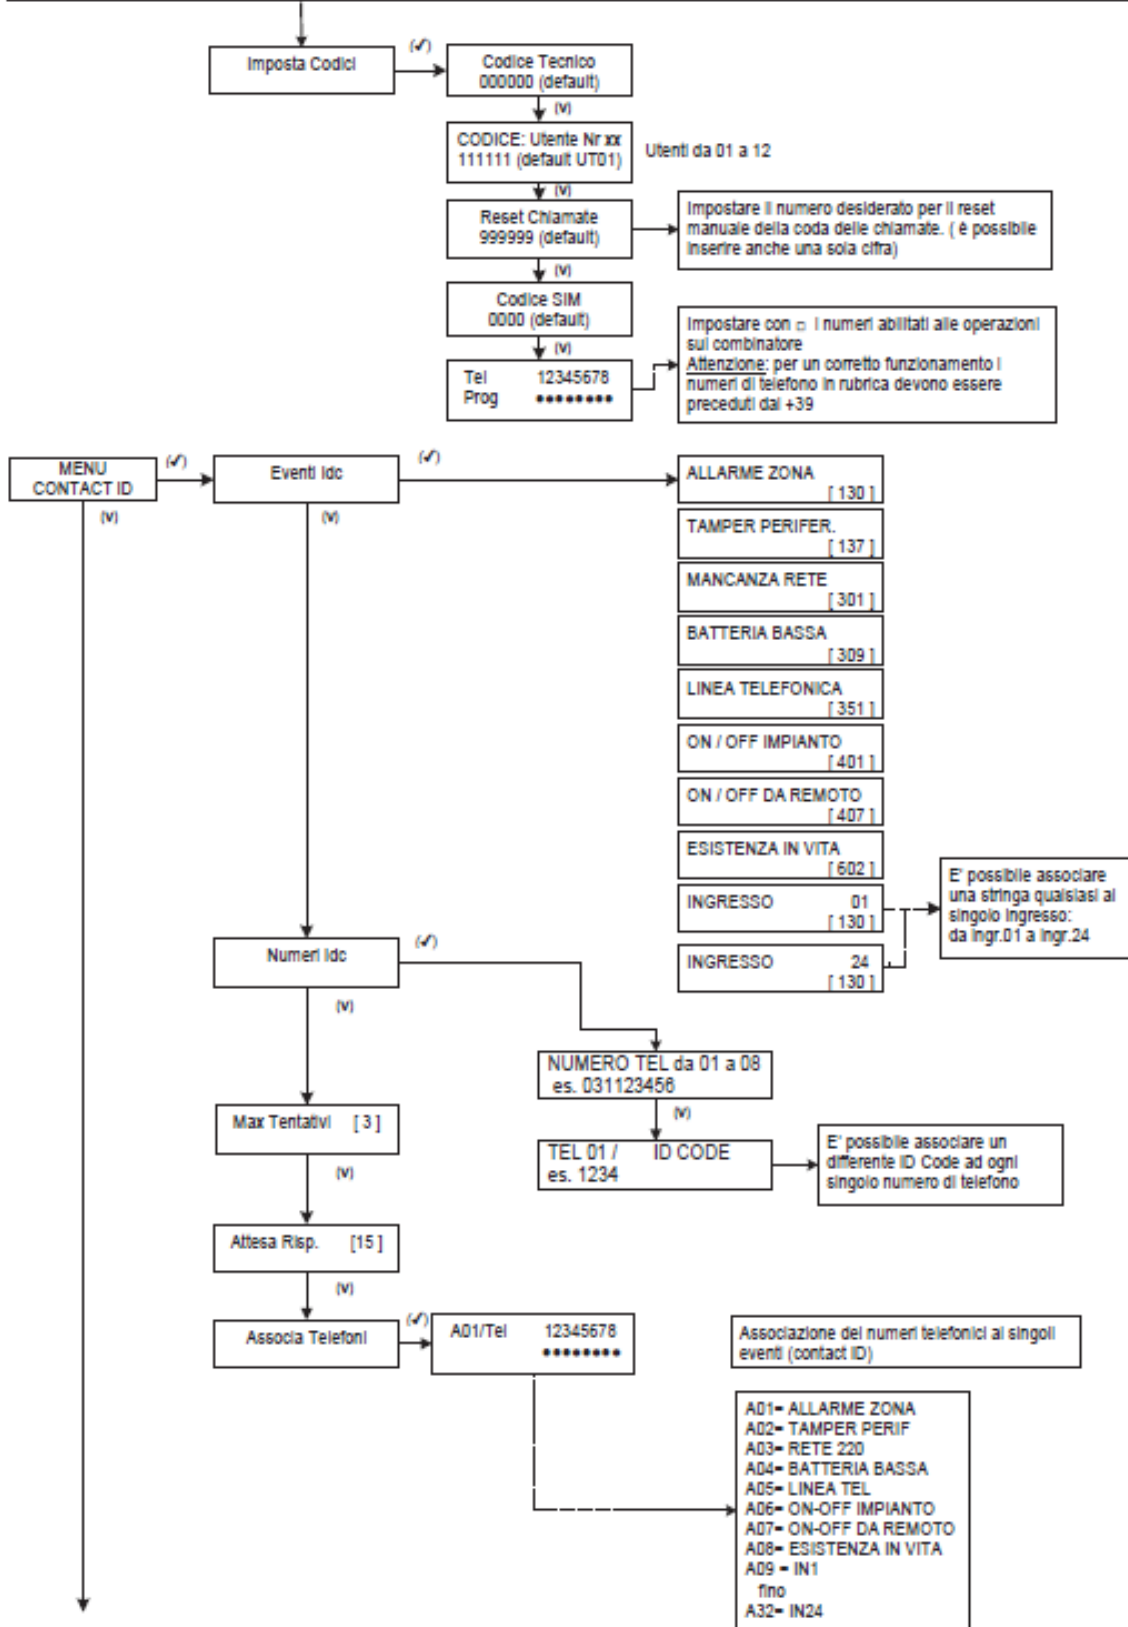 Imposta Codici
(✓)
Codice Tecnico
000000 (default)
(v)
CODICE: Utente Nr xx
111111 (default UT01)
Utenti da 01 a 12
(v)
Reset Chiamate
999999 (default)
Impostare il numero desiderato per il reset
manuale della coda delle chiamate. ( è possibile
inserire anche una sola cifra)
(v)
Codice SIM
0000 (default)
(v)
Tel 12345678
Prog ●●●●●●●●
Impostare con □ i numeri abilitati alle operazioni
sul combinatore
Attenzione: per un corretto funzionamento i
numeri di telefono in rubrica devono essere
preceduti dal +39
MENU
CONTACT ID
(✓)
(v)
Eventi Idc
(✓)
(v)
ALLARME ZONA
[ 130 ]
TAMPER PERIFER.
[ 137 ]
MANCANZA RETE
[ 301 ]
BATTERIA BASSA
[ 309 ]
LINEA TELEFONICA
[ 351 ]
ON / OFF IMPIANTO
[ 401 ]
ON / OFF DA REMOTO
[ 407 ]
ESISTENZA IN VITA
[ 602 ]
INGRESSO 01
[ 130 ]
INGRESSO 24
[ 130 ]
E' possibile associare
una stringa qualsiasi al
singolo ingresso:
da Ingr.01 a Ingr.24
Numeri Idc
(✓)
(v)
NUMERO TEL da 01 a 08
es. 031123456
(v)
TEL 01 / ID CODE
es. 1234
E' possibile associare un
differente ID Code ad ogni
singolo numero di telefono
Max Tentativi [ 3 ]
(v)
Attesa Risp. [15 ]
(v)
Associa Telefoni
(✓)
A01/Tel 12345678
●●●●●●●●
Associazione dei numeri telefonici ai singoli
eventi (contact ID)
A01= ALLARME ZONA
A02= TAMPER PERIF
A03= RETE 220
A04= BATTERIA BASSA
A05= LINEA TEL
A06= ON-OFF IMPIANTO
A07= ON-OFF DA REMOTO
A08= ESISTENZA IN VITA
A09 = IN1
fino
A32= IN24